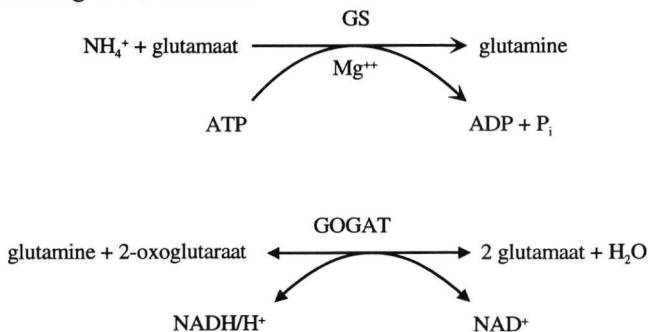 GS
NH₄⁺ + glutamaat glutamine
Mg⁺⁺
ATP ADP + Pᵢ
GOGAT
glutamine + 2-oxoglutaraat 2 glutamaat + H₂O
NADH/H⁺ NAD⁺